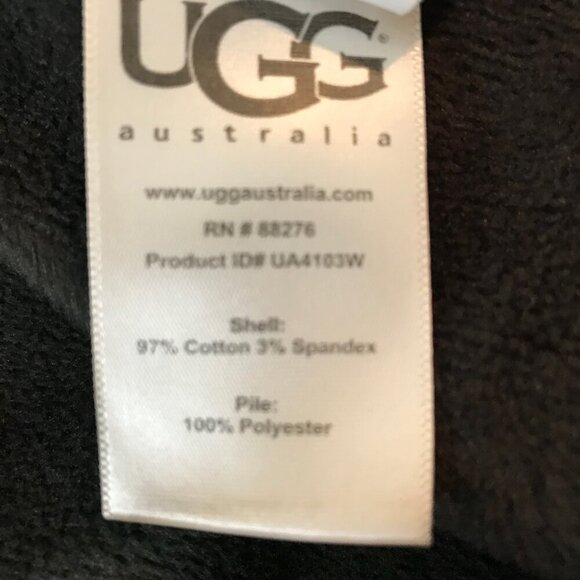 UGG®
australia
www.uggaustralia.com
RN # 88276
Product ID# UA4103W
Shell:
97% Cotton 3% Spandex
Pile:
100% Polyester